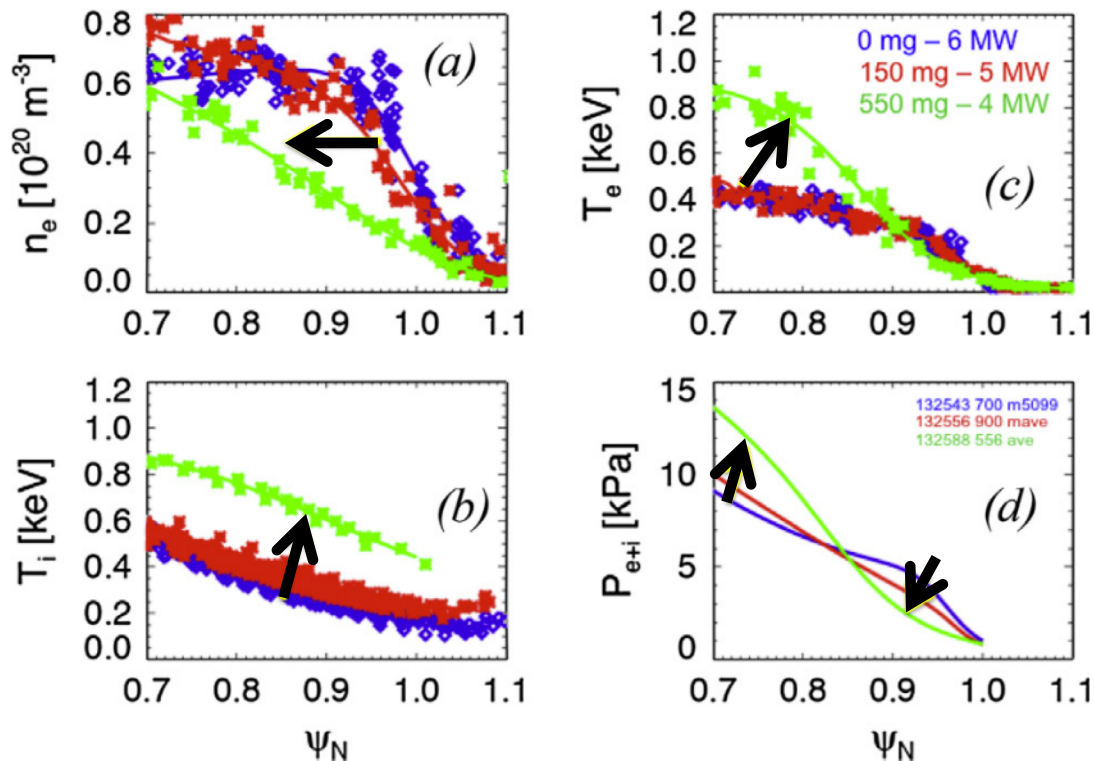 0.8
0.6
0.4
0.2
0.0
n_e [10^20 m^-3]
(a)
0.7 0.8 0.9 1.0 1.1
1.2
1.0
0.8
0.6
0.4
0.2
0.0
T_e [keV]
0 mg – 6 MW
150 mg – 5 MW
550 mg – 4 MW
(c)
0.7 0.8 0.9 1.0 1.1
1.2
1.0
0.8
0.6
0.4
0.2
0.0
T_i [keV]
(b)
0.7 0.8 0.9 1.0 1.1
ψ_N
15
10
5
0
P_e+i [kPa]
132543 700 m5099
132556 900 mave
132588 556 ave
(d)
0.7 0.8 0.9 1.0 1.1
ψ_N